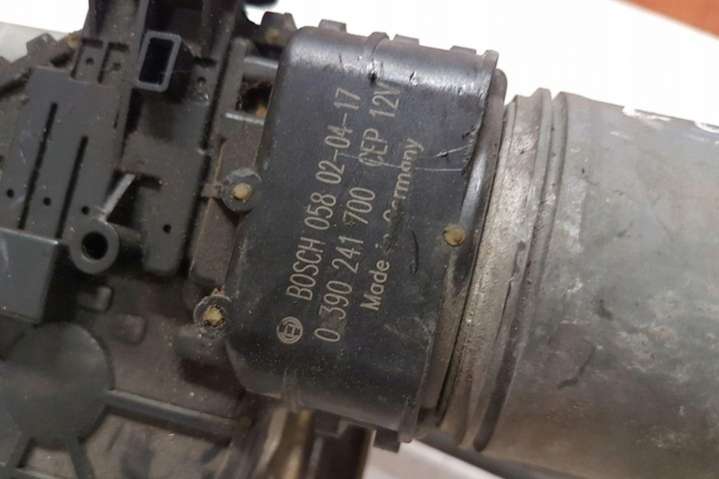 BOSCH 058 02-04-17
0 390 241 700 CEP 12V
Made in Germany